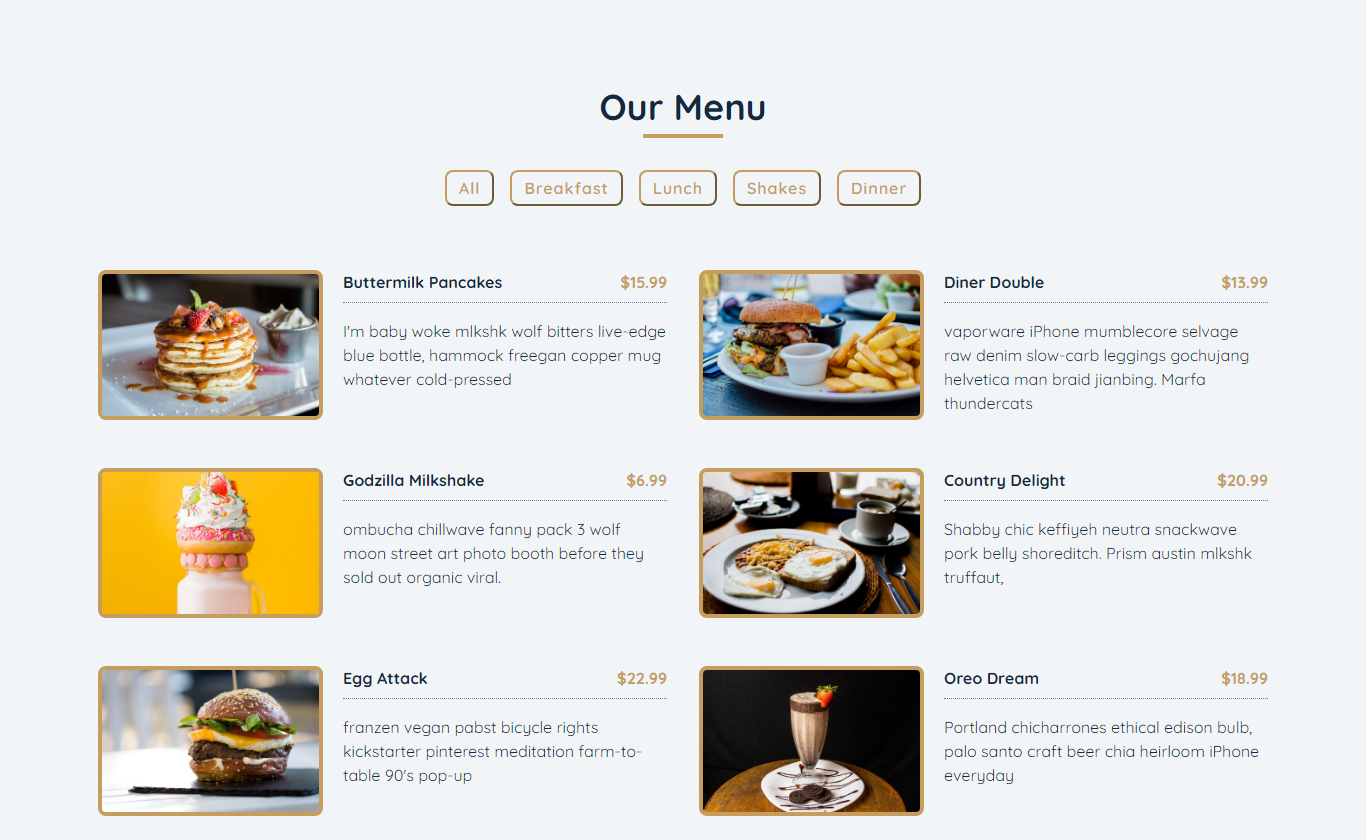 Our Menu
All
Breakfast
Lunch
Shakes
Dinner
Buttermilk Pancakes $15.99
I'm baby woke mlkshk wolf bitters live-edge
blue bottle, hammock freegan copper mug
whatever cold-pressed
Diner Double $13.99
vaporware iPhone mumblecore selvage
raw denim slow-carb leggings gochujang
helvetica man braid jianbing. Marfa
thundercats
Godzilla Milkshake $6.99
ombucha chillwave fanny pack 3 wolf
moon street art photo booth before they
sold out organic viral.
Country Delight $20.99
Shabby chic keffiyeh neutra snackwave
pork belly shoreditch. Prism austin mlkshk
truffaut,
Egg Attack $22.99
franzen vegan pabst bicycle rights
kickstarter pinterest meditation farm-to-
table 90's pop-up
Oreo Dream $18.99
Portland chicharrones ethical edison bulb,
palo santo craft beer chia heirloom iPhone
everyday